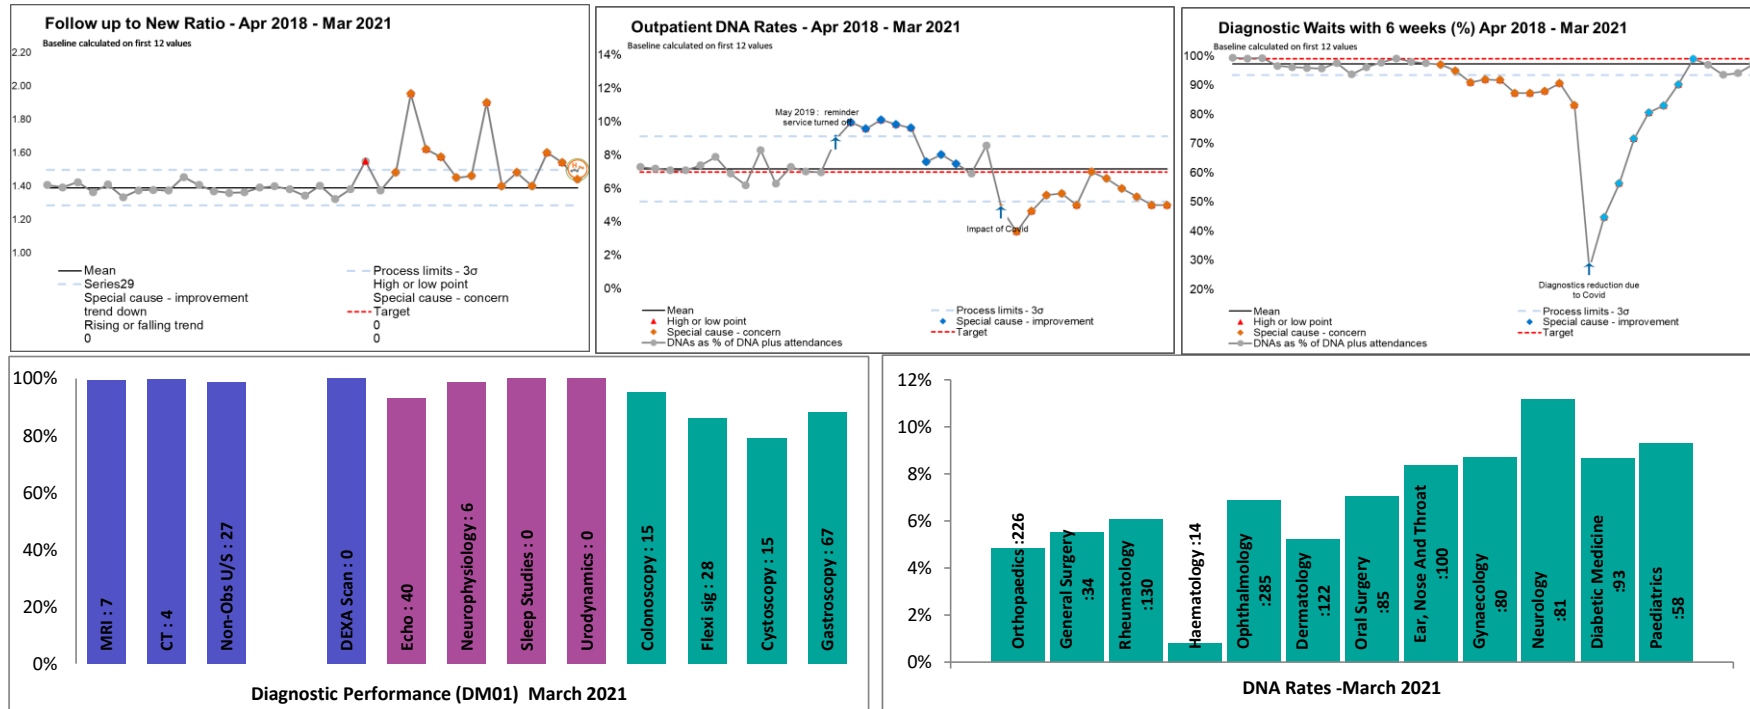 Follow up to New Ratio - Apr 2018 - Mar 2021
Baseline calculated on first 12 values
2.20
2.00
1.80
1.60
1.40
1.20
1.00
Mean
Process limits - 3σ
Series29
High or low point
Special cause - improvement
Special cause - concern
trend down
Target
Rising or falling trend
0
0
0
Outpatient DNA Rates - Apr 2018 - Mar 2021
Baseline calculated on first 12 values
14%
12%
10%
8%
6%
4%
2%
0%
May 2019 : reminder
service turned off
Impact of Covid
Mean
Process limits - 3σ
High or low point
Special cause - improvement
Special cause - concern
Target
DNAs as % of DNA plus attendances
Diagnostic Waits with 6 weeks (%) Apr 2018 - Mar 2021
Baseline calculated on first 12 values
100%
90%
80%
70%
60%
50%
40%
30%
20%
Diagnostics reduction due
to Covid
Mean
Process limits - 3σ
High or low point
Special cause - improvement
Special cause - concern
Target
DNAs as % of DNA plus attendances
100%
80%
60%
40%
20%
0%
MRI : 7
CT : 4
Non-Obs U/S : 27
DEXA Scan : 0
Echo : 40
Neurophysiology : 6
Sleep Studies : 0
Urodynamics : 0
Colonoscopy : 15
Flexi sig : 28
Cystoscopy : 15
Gastroscopy : 67
Diagnostic Performance (DM01) March 2021
12%
10%
8%
6%
4%
2%
0%
Orthopaedics :226
General Surgery
:34
Rheumatology
:130
Haematology :14
Ophthalmology
:285
Dermatology
:122
Oral Surgery
:85
Ear, Nose And Throat
:100
Gynaecology
:80
Neurology
:81
Diabetic Medicine
:93
Paediatrics
:58
DNA Rates -March 2021